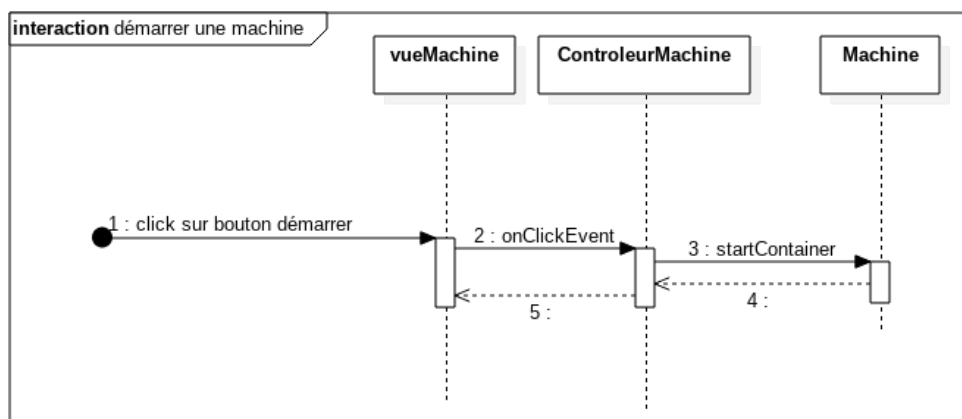 interaction démarrer une machine
vueMachine
ControleurMachine
Machine
1 : click sur bouton démarrer
2 : onClickEvent
3 : startContainer
4 :
5 :